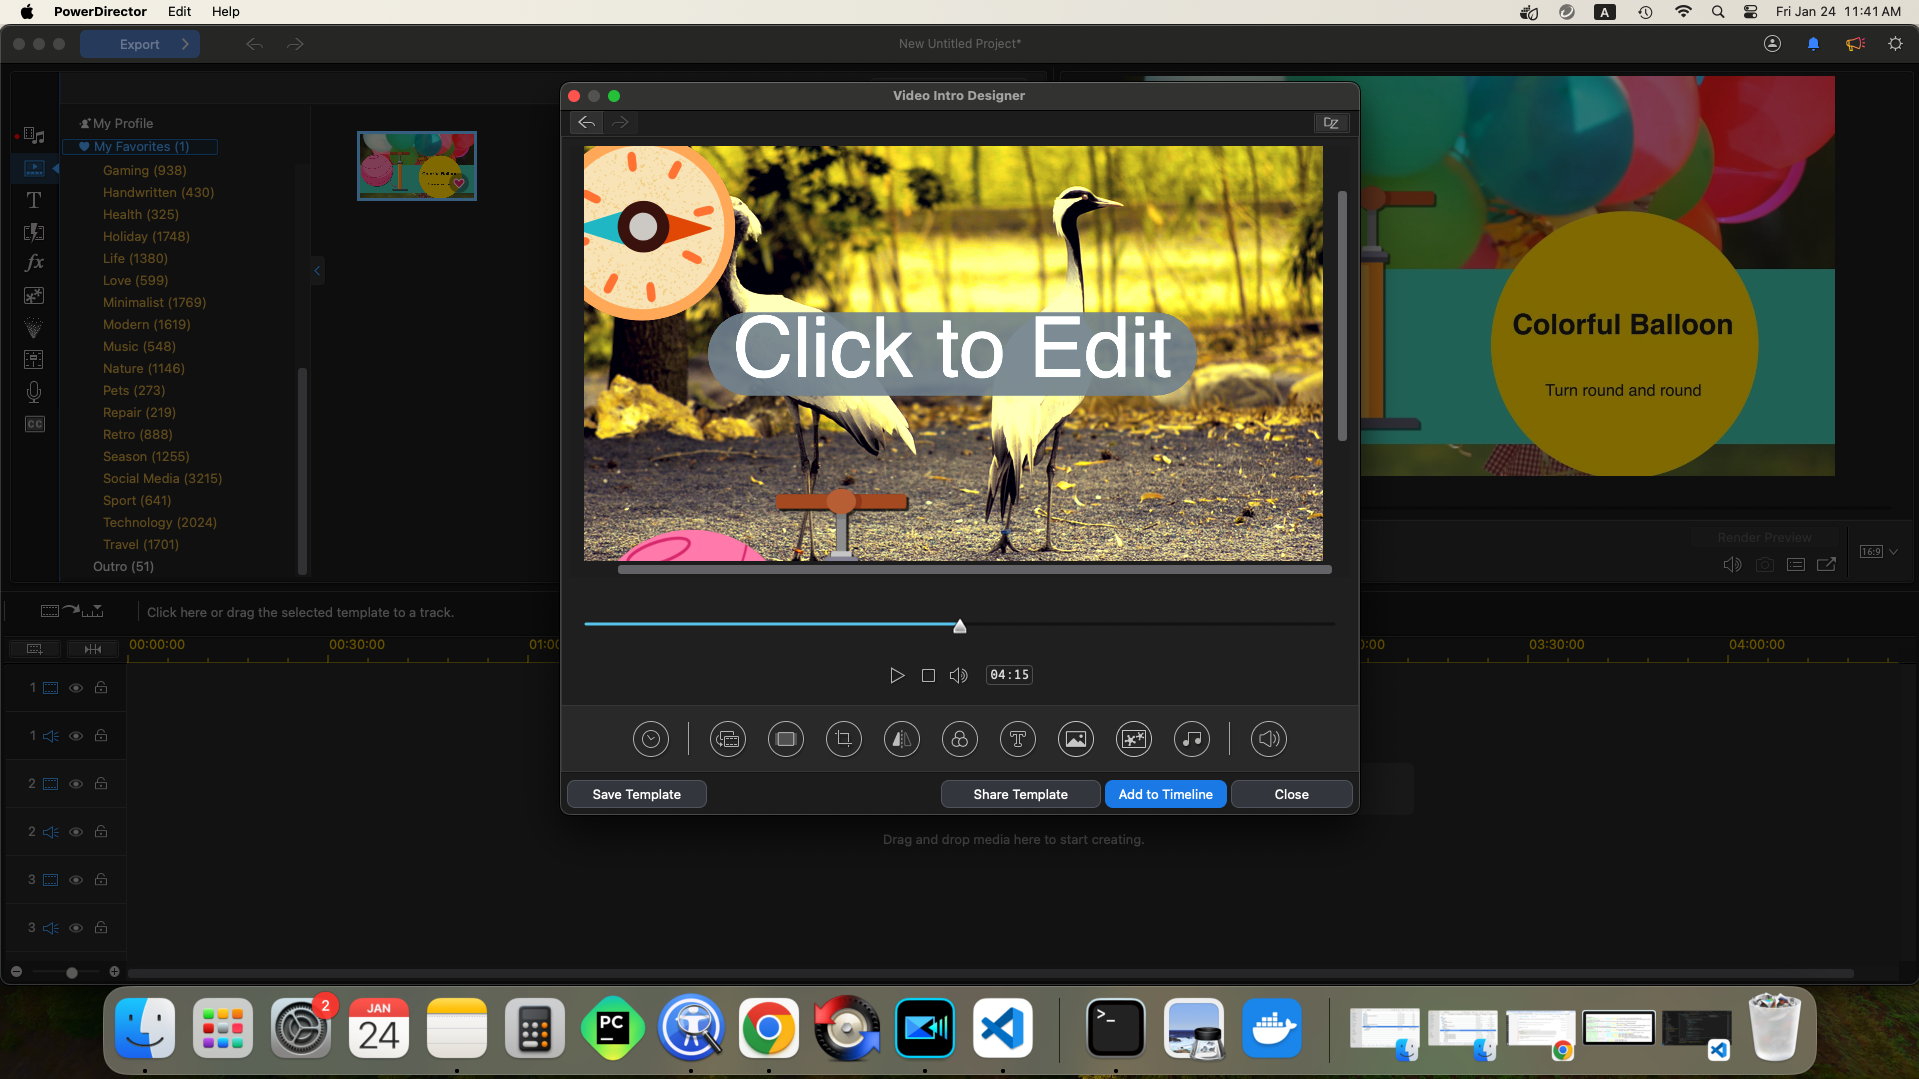 PowerDirector Edit Help
A Fri Jan 24 11:41 AM
Export
New Untitled Project*
Video Intro Designer
My Profile
My Favorites (1)
Gaming (938)
Handwritten (430)
Health (325)
Holiday (1748)
Life (1380)
Love (599)
Minimalist (1769)
Modern (1619)
Music (548)
Nature (1146)
Pets (273)
Repair (219)
Retro (888)
Season (1255)
Social Media (3215)
Sport (641)
Technology (2024)
Travel (1701)
Outro (51)
T
fx
CC
Click to Edit
Colorful Balloon
Turn round and round
Render Preview
16:9
Click here or drag the selected template to a track.
00:00:00 00:30:00 03:30:00 04:00:00
04:15
Save Template Share Template Add to Timeline Close
1
1
2
2
3
3
Drag and drop media here to start creating.
2
JAN
24
PC
>_